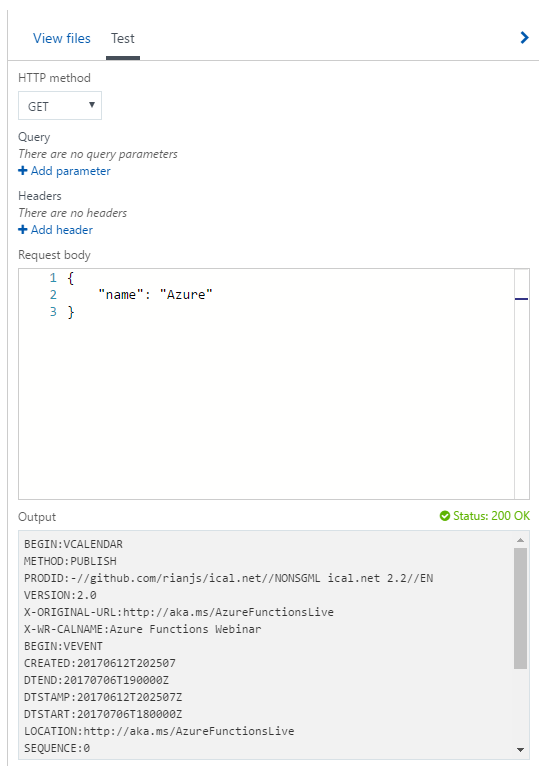 View files Test
HTTP method
GET
Query
There are no query parameters
Add parameter
Headers
There are no headers
Add header
Request body
1 {
2     "name": "Azure"
3 }
Output Status: 200 OK
BEGIN:VCALENDAR
METHOD:PUBLISH
PRODID:-//github.com/rianjs/ical.net//NONSGML ical.net 2.2//EN
VERSION:2.0
X-ORIGINAL-URL:http://aka.ms/AzureFunctionsLive
X-WR-CALNAME:Azure Functions Webinar
BEGIN:VEVENT
CREATED:20170612T202507
DTEND:20170706T190000Z
DTSTAMP:20170612T202507Z
DTSTART:20170706T180000Z
LOCATION:http://aka.ms/AzureFunctionsLive
SEQUENCE:0